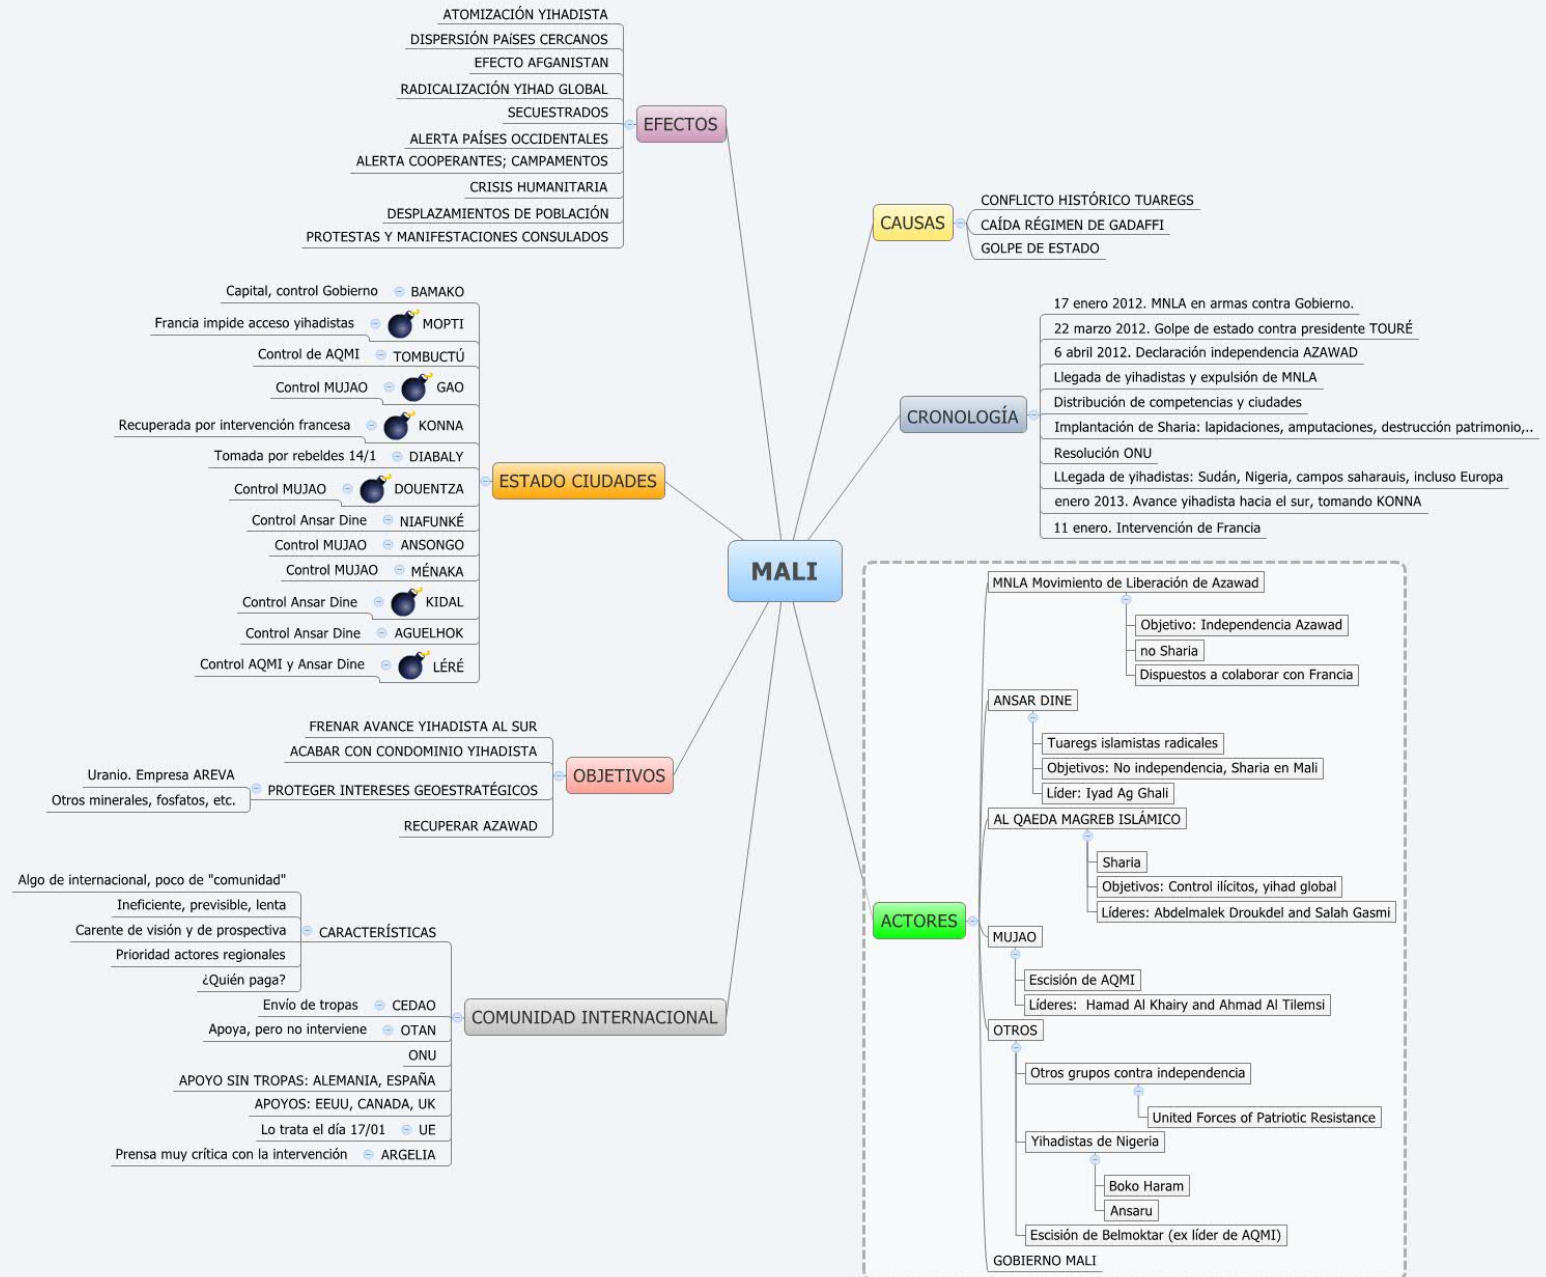 MALI
EFECTOS
ATOMIZACIÓN YIHADISTA
DISPERSIÓN PAíSES CERCANOS
EFECTO AFGANISTAN
RADICALIZACIÓN YIHAD GLOBAL
SECUESTRADOS
ALERTA PAÍSES OCCIDENTALES
ALERTA COOPERANTES; CAMPAMENTOS
CRISIS HUMANITARIA
DESPLAZAMIENTOS DE POBLACIÓN
PROTESTAS Y MANIFESTACIONES CONSULADOS
CAUSAS
CONFLICTO HISTÓRICO TUAREGS
CAÍDA RÉGIMEN DE GADAFFI
GOLPE DE ESTADO
CRONOLOGÍA
17 enero 2012. MNLA en armas contra Gobierno.
22 marzo 2012. Golpe de estado contra presidente TOURÉ
6 abril 2012. Declaración independencia AZAWAD
Llegada de yihadistas y expulsión de MNLA
Distribución de competencias y ciudades
Implantación de Sharia: lapidaciones, amputaciones, destrucción patrimonio,..
Resolución ONU
LLegada de yihadistas: Sudán, Nigeria, campos saharauis, incluso Europa
enero 2013. Avance yihadista hacia el sur, tomando KONNA
11 enero. Intervención de Francia
ESTADO CIUDADES
Capital, control Gobierno BAMAKO
Francia impide acceso yihadistas MOPTI
Control de AQMI TOMBUCTÚ
Control MUJAO GAO
Recuperada por intervención francesa KONNA
Tomada por rebeldes 14/1 DIABALY
Control MUJAO DOUENTZA
Control Ansar Dine NIAFUNKÉ
Control MUJAO ANSONGO
Control MUJAO MÉNAKA
Control Ansar Dine KIDAL
Control Ansar Dine AGUELHOK
Control AQMI y Ansar Dine LÉRÉ
OBJETIVOS
FRENAR AVANCE YIHADISTA AL SUR
ACABAR CON CONDOMINIO YIHADISTA
PROTEGER INTERESES GEOESTRATÉGICOS
Uranio. Empresa AREVA
Otros minerales, fosfatos, etc.
RECUPERAR AZAWAD
COMUNIDAD INTERNACIONAL
CARACTERÍSTICAS
Algo de internacional, poco de "comunidad"
Ineficiente, previsible, lenta
Carente de visión y de prospectiva
Prioridad actores regionales
¿Quién paga?
Envío de tropas CEDAO
Apoya, pero no interviene OTAN
ONU
APOYO SIN TROPAS: ALEMANIA, ESPAÑA
APOYOS: EEUU, CANADA, UK
Lo trata el día 17/01 UE
Prensa muy crítica con la intervención ARGELIA
ACTORES
MNLA Movimiento de Liberación de Azawad
Objetivo: Independencia Azawad
no Sharia
Dispuestos a colaborar con Francia
ANSAR DINE
Tuaregs islamistas radicales
Objetivos: No independencia, Sharia en Mali
Líder: Iyad Ag Ghali
AL QAEDA MAGREB ISLÁMICO
Sharia
Objetivos: Control ilícitos, yihad global
Líderes: Abdelmalek Droukdel and Salah Gasmi
MUJAO
Escisión de AQMI
Líderes: Hamad Al Khairy and Ahmad Al Tilemsi
OTROS
Otros grupos contra independencia
United Forces of Patriotic Resistance
Yihadistas de Nigeria
Boko Haram
Ansaru
Escisión de Belmoktar (ex líder de AQMI)
GOBIERNO MALI